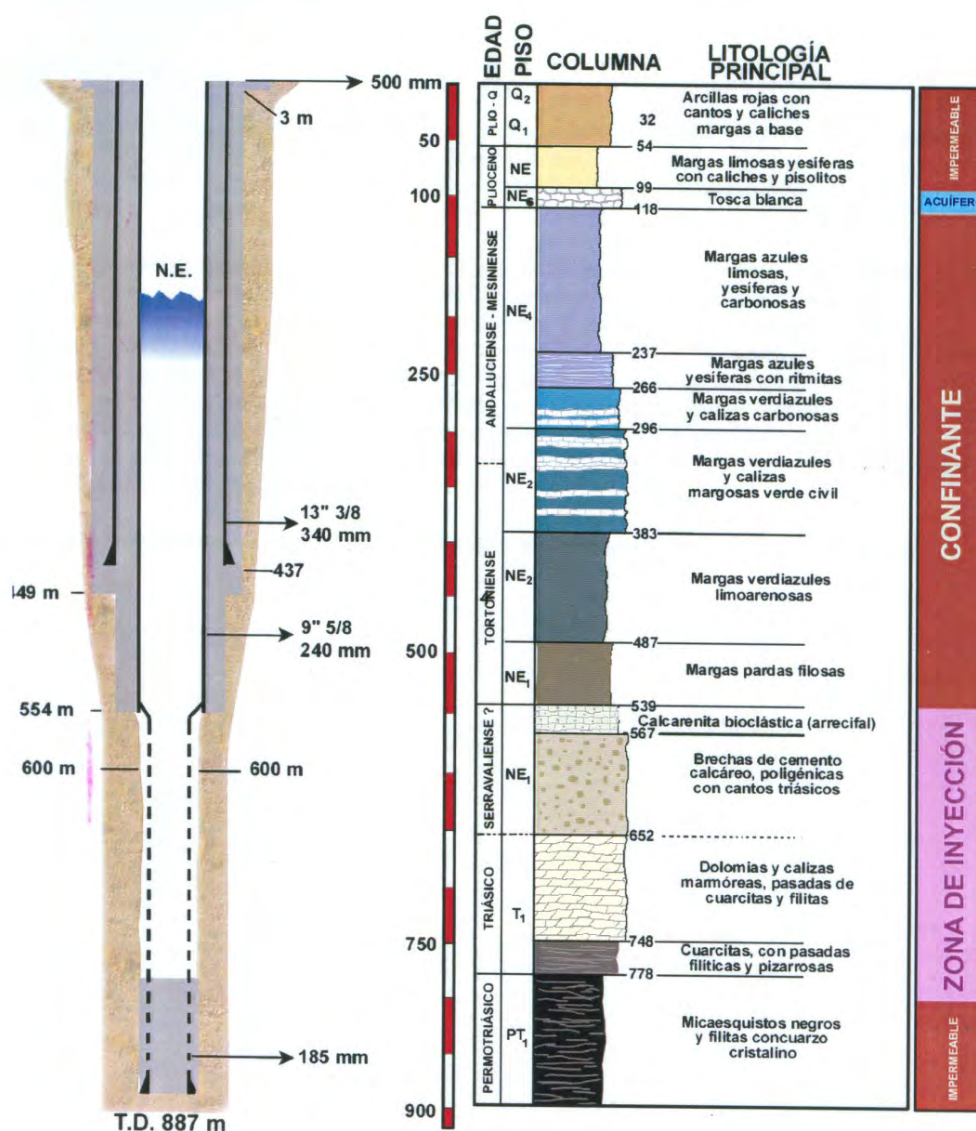 500 mm
3 m
N.E.
13" 3/8
340 mm
437
449 m
9" 5/8
240 mm
554 m
600 m
600 m
185 mm
T.D. 887 m
50
100
250
500
750
900
EDAD
PISO
COLUMNA
LITOLOGÍA
PRINCIPAL
PLIO - Q
Q2
Q1
32
Arcillas rojas con
cantos y caliches
margas a base
54
PLIOCENO
NE
Margas limosas yesíferas
con caliches y pisolitos
99
NE6
Tosca blanca
118
ANDALUCIENSE - MESINIENSE
NE4
Margas azules
limosas,
yesíferas y
carbonosas
237
Margas azules
yesíferas con ritmitas
266
Margas verdiazules
y calizas carbonosas
296
NE2
Margas verdiazules
y calizas
margosas verde civil
383
TORTONIENSE
NE2
Margas verdiazules
limoarenosas
487
NE1
Margas pardas filosas
539
SERRAVALIENSE ?
Calcarenita bioclástica (arrecifal)
567
NE1
Brechas de cemento
calcáreo, poligénicas
con cantos triásicos
652
TRIÁSICO
T1
Dolomias y calizas
marmóreas, pasadas de
cuarcitas y filitas
748
Cuarcitas, con pasadas
filíticas y pizarrosas
778
PERMOTRIÁSICO
PT1
Micaesquistos negros
y filitas concuarzo
cristalino
IMPERMEABLE
ACUÍFER
CONFINANTE
ZONA DE INYECCIÓN
IMPERMEABLE